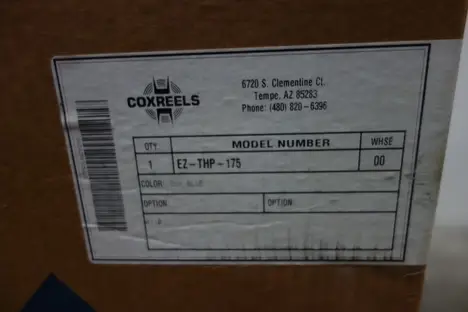 COXREELS
6720 S. Clementine Ct.
Tempe, AZ 85283
Phone: (480) 820-6396
QTY MODEL NUMBER WHSE
1 EZ-THP-175 00
COLOR: BLUE
OPTION: OPTION: